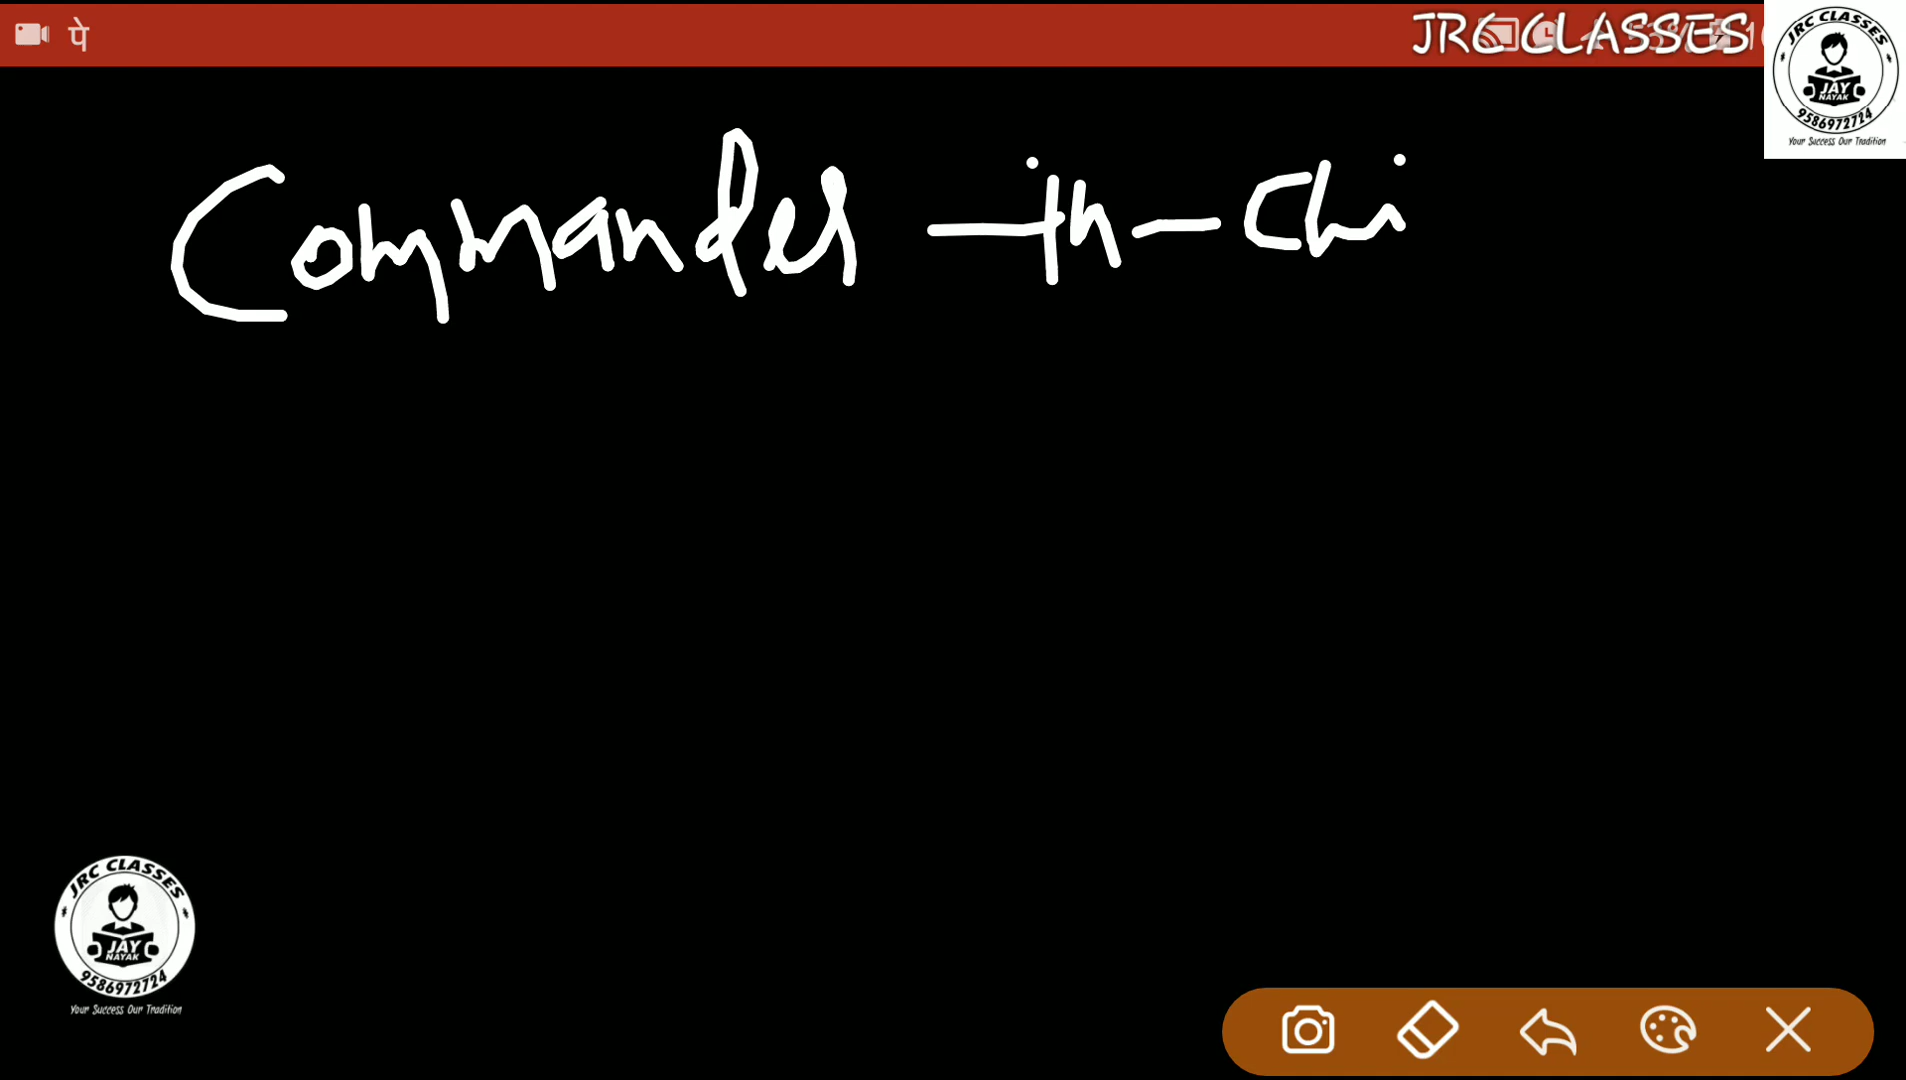 पे JRC CLASSES
JRC CLASSES
JAY
NAYAK
9586972724
Your Success Our Tradition
Commander -in-Chi
JRC CLASSES
JAY
NAYAK
9586972724
Your Success Our Tradition